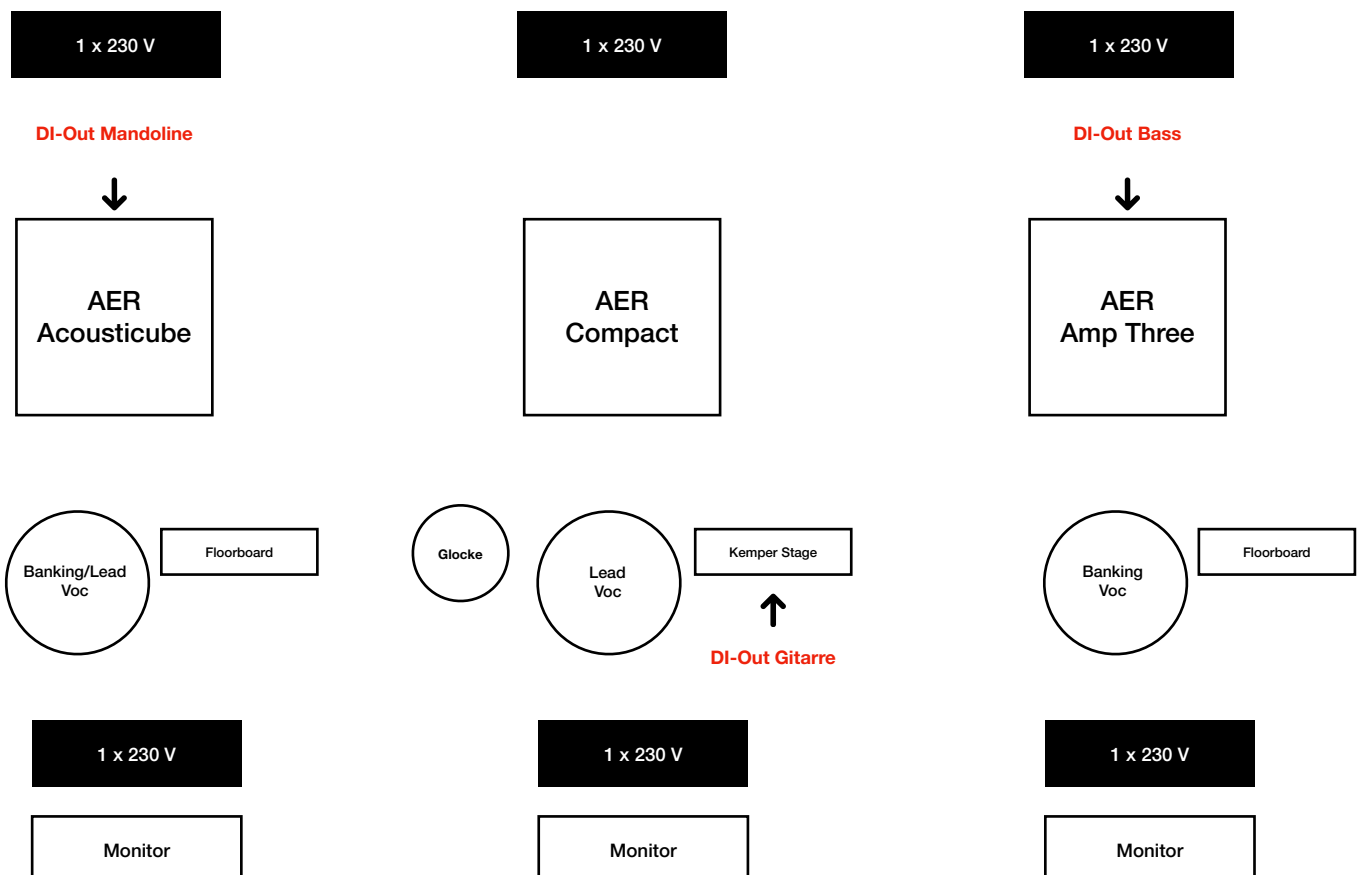 1 x 230 V
1 x 230 V
1 x 230 V
DI-Out Mandoline
DI-Out Bass
AER
Acousticube
AER
Compact
AER
Amp Three
Banking/Lead
Voc
Floorboard
Glocke
Lead
Voc
Kemper Stage
DI-Out Gitarre
Banking
Voc
Floorboard
1 x 230 V
1 x 230 V
1 x 230 V
Monitor
Monitor
Monitor